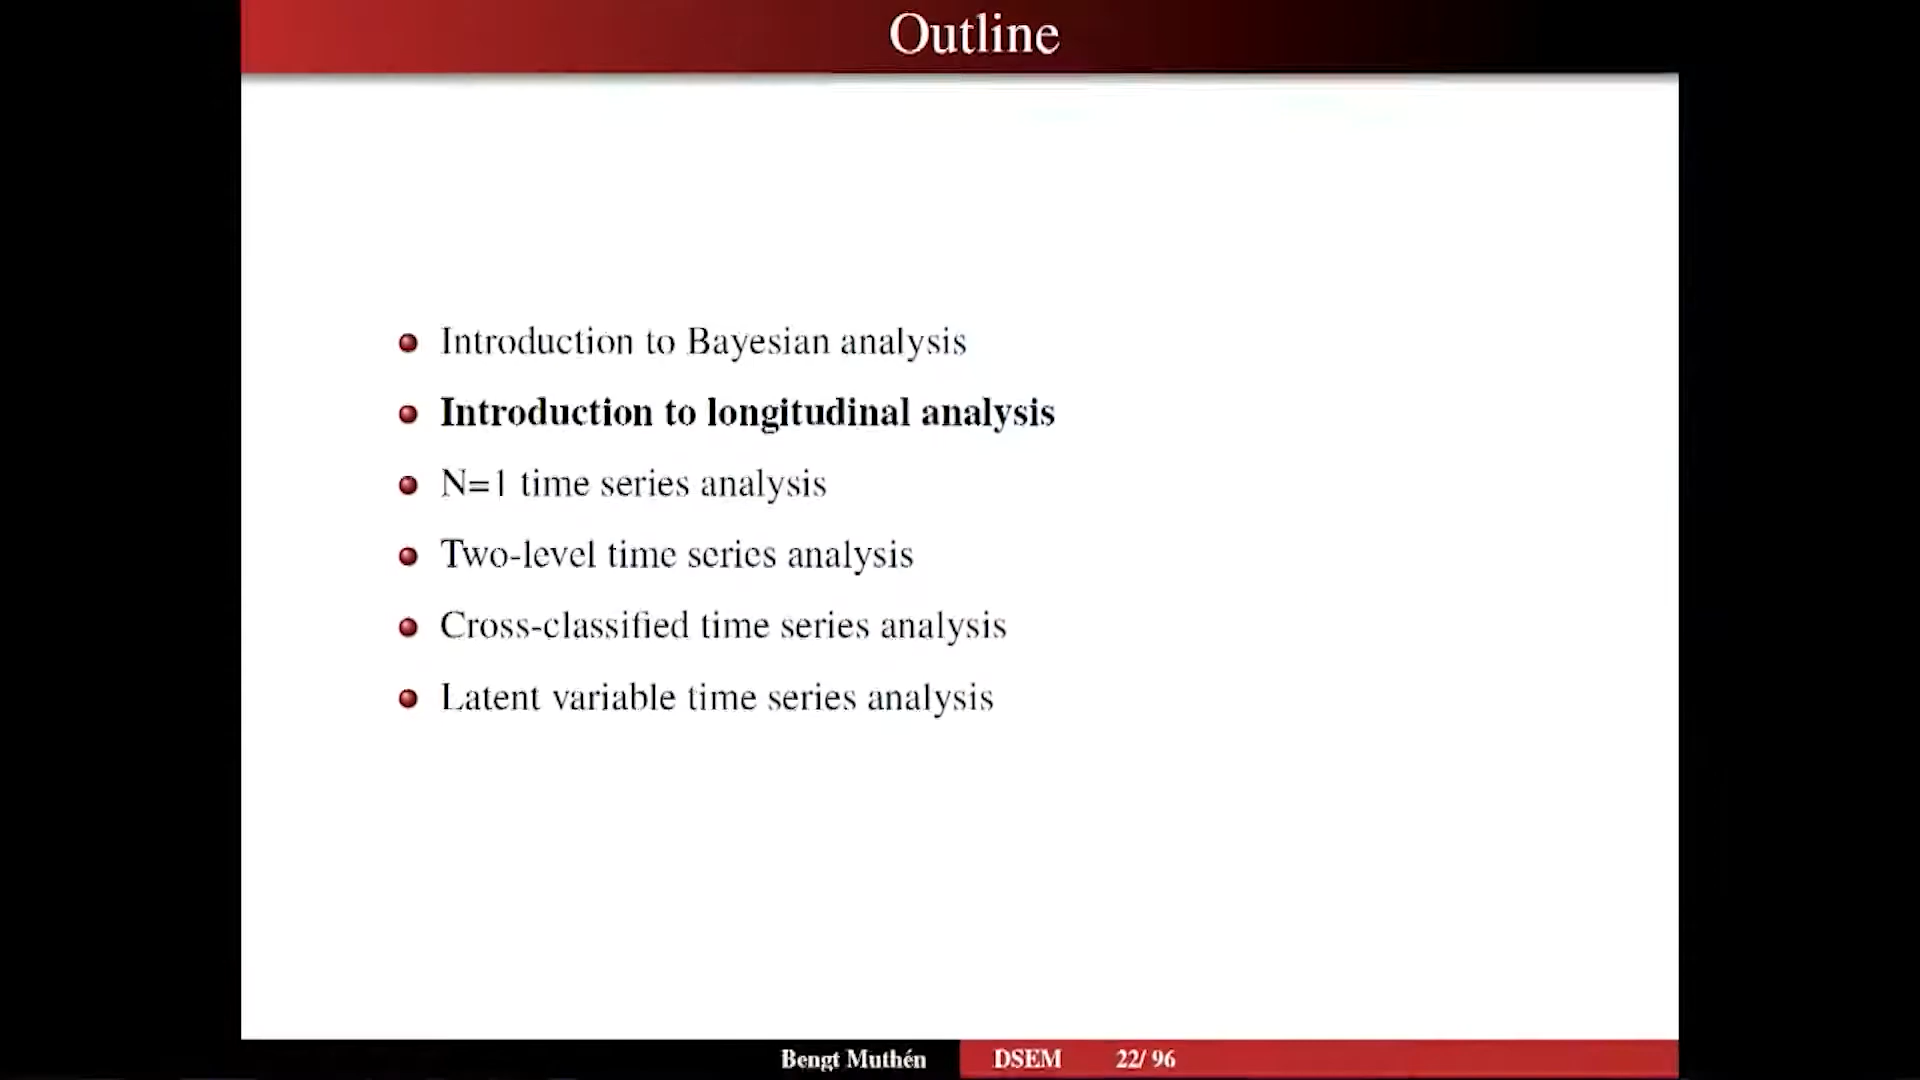 Outline
Introduction to Bayesian analysis
Introduction to longitudinal analysis
N=1 time series analysis
Two-level time series analysis
Cross-classified time series analysis
Latent variable time series analysis
Bengt Muthén DSEM 22/ 96